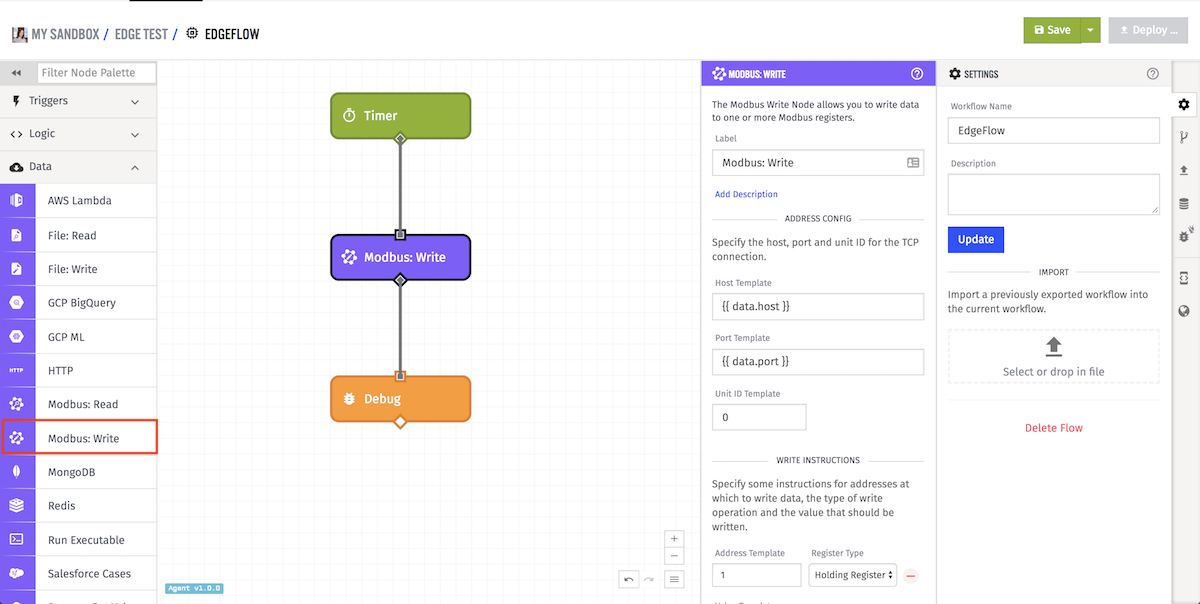 MY SANDBOX / EDGE TEST / EDGEFLOW
Save
Deploy ...
Filter Node Palette
Triggers
Logic
Data
AWS Lambda
File: Read
File: Write
GCP BigQuery
GCP ML
HTTP HTTP
Modbus: Read
Modbus: Write
MongoDB
Redis
Run Executable
Salesforce Cases
Timer
Modbus: Write
Debug
Agent v1.0.0
MODBUS: WRITE
The Modbus Write Node allows you to write data
to one or more Modbus registers.
Label
Modbus: Write
Add Description
ADDRESS CONFIG
Specify the host, port and unit ID for the TCP
connection.
Host Template
{{ data.host }}
Port Template
{{ data.port }}
Unit ID Template
0
WRITE INSTRUCTIONS
Specify some instructions for addresses at
which to write data, the type of write
operation and the value that should be
written.
Address Template
Register Type
1
Holding Register
SETTINGS
Workflow Name
EdgeFlow
Description
Update
IMPORT
Import a previously exported workflow into
the current workflow.
Select or drop in file
Delete Flow